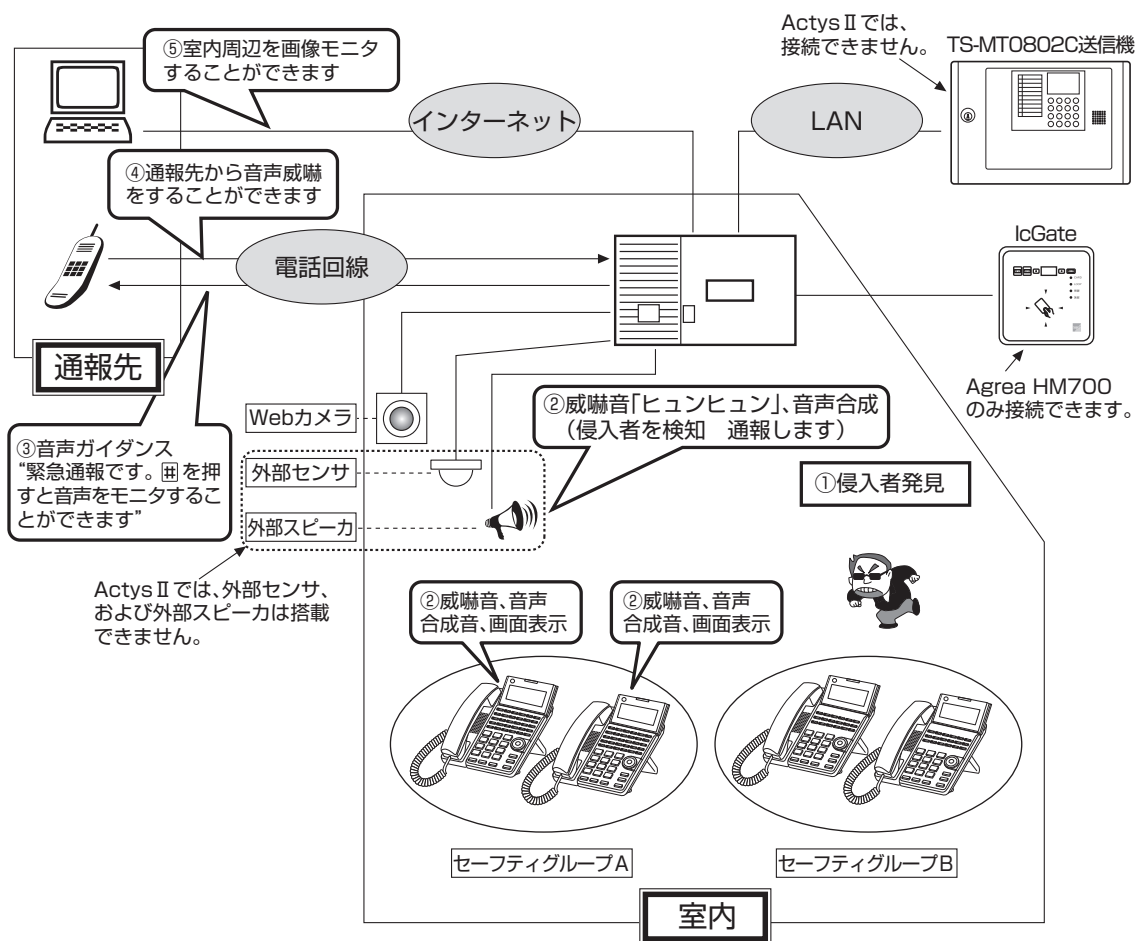 ⑤室内周辺を画像モニタ
することができます
インターネット
ActysⅡでは、
接続できません。
TS-MT0802C送信機
LAN
④通報先から音声威嚇
をすることができます
電話回線
IcGate
通報先
Agrea HM700
のみ接続できます。
Webカメラ
②威嚇音「ヒュンヒュン」、音声合成
(侵入者を検知 通報します)
③音声ガイダンス
“緊急通報です。#を押
すと音声をモニタするこ
とができます”
外部センサ
外部スピーカ
①侵入者発見
ActysⅡでは、外部センサ、
および外部スピーカは搭載
できません。
②威嚇音、音声
合成音、画面表示
②威嚇音、音声
合成音、画面表示
セーフティグループA
セーフティグループB
室内